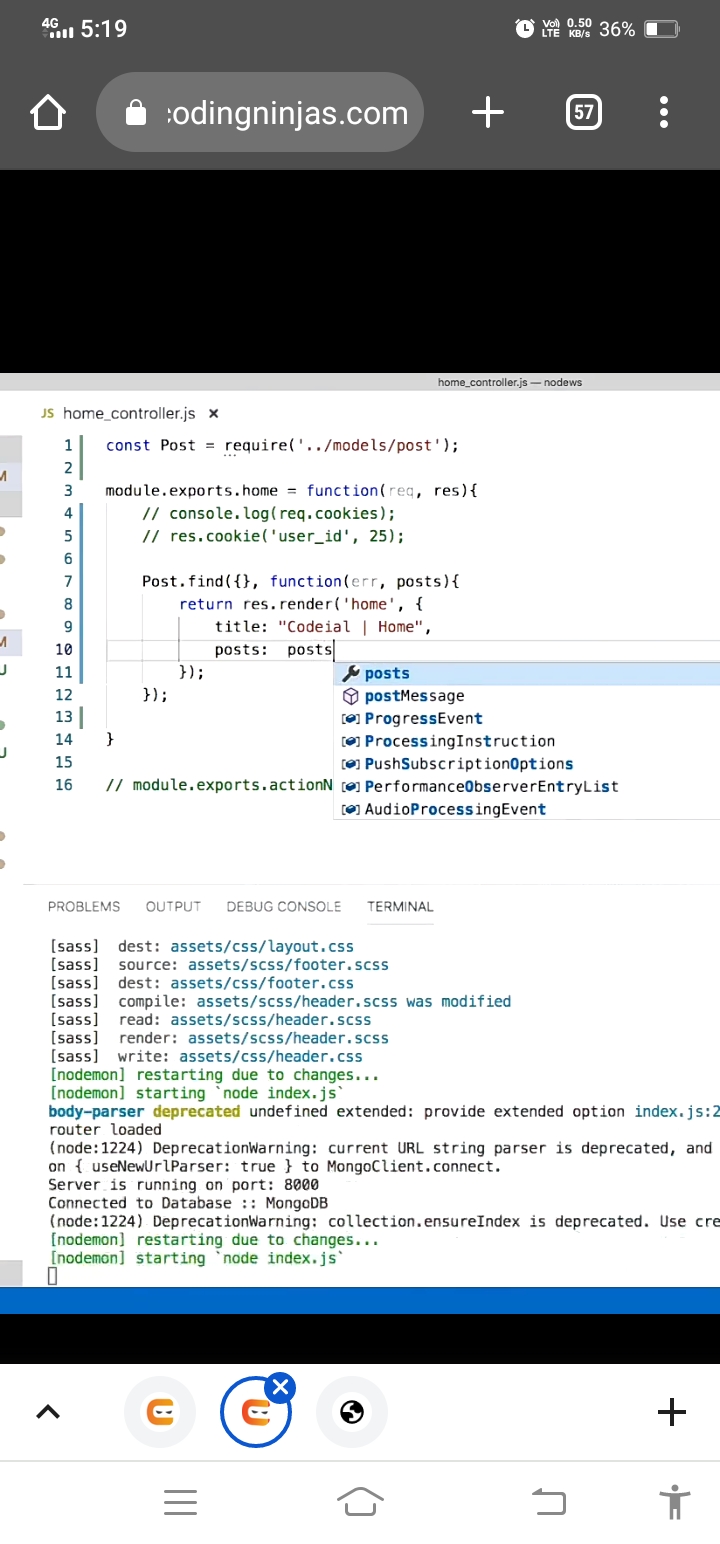 4G 5:19 Vo) LTE 0.50 KB/s 36%
codingninjas.com 57
home_controller.js — nodews
JS home_controller.js ×
1 const Post = require('../models/post');
2
3 module.exports.home = function(req, res){
4 // console.log(req.cookies);
5 // res.cookie('user_id', 25);
6
7 Post.find({}, function(err, posts){
8 return res.render('home', {
9 title: "Codeial | Home",
10 posts: posts
11 });
posts
12 });
postMessage
13
ProgressEvent
14 }
ProcessingInstruction
15
PushSubscriptionOptions
16 // module.exports.actionN
PerformanceObserverEntryList
AudioProcessingEvent
M
M
U
U
PROBLEMS OUTPUT DEBUG CONSOLE TERMINAL
[sass] dest: assets/css/layout.css
[sass] source: assets/scss/footer.scss
[sass] dest: assets/css/footer.css
[sass] compile: assets/scss/header.scss was modified
[sass] read: assets/scss/header.scss
[sass] render: assets/scss/header.scss
[sass] write: assets/css/header.css
[nodemon] restarting due to changes...
[nodemon] starting `node index.js`
body-parser deprecated undefined extended: provide extended option index.js:2
router loaded
(node:1224) DeprecationWarning: current URL string parser is deprecated, and
on { useNewUrlParser: true } to MongoClient.connect.
Server is running on port: 8000
Connected to Database :: MongoDB
(node:1224) DeprecationWarning: collection.ensureIndex is deprecated. Use cre
[nodemon] restarting due to changes...
[nodemon] starting `node index.js`